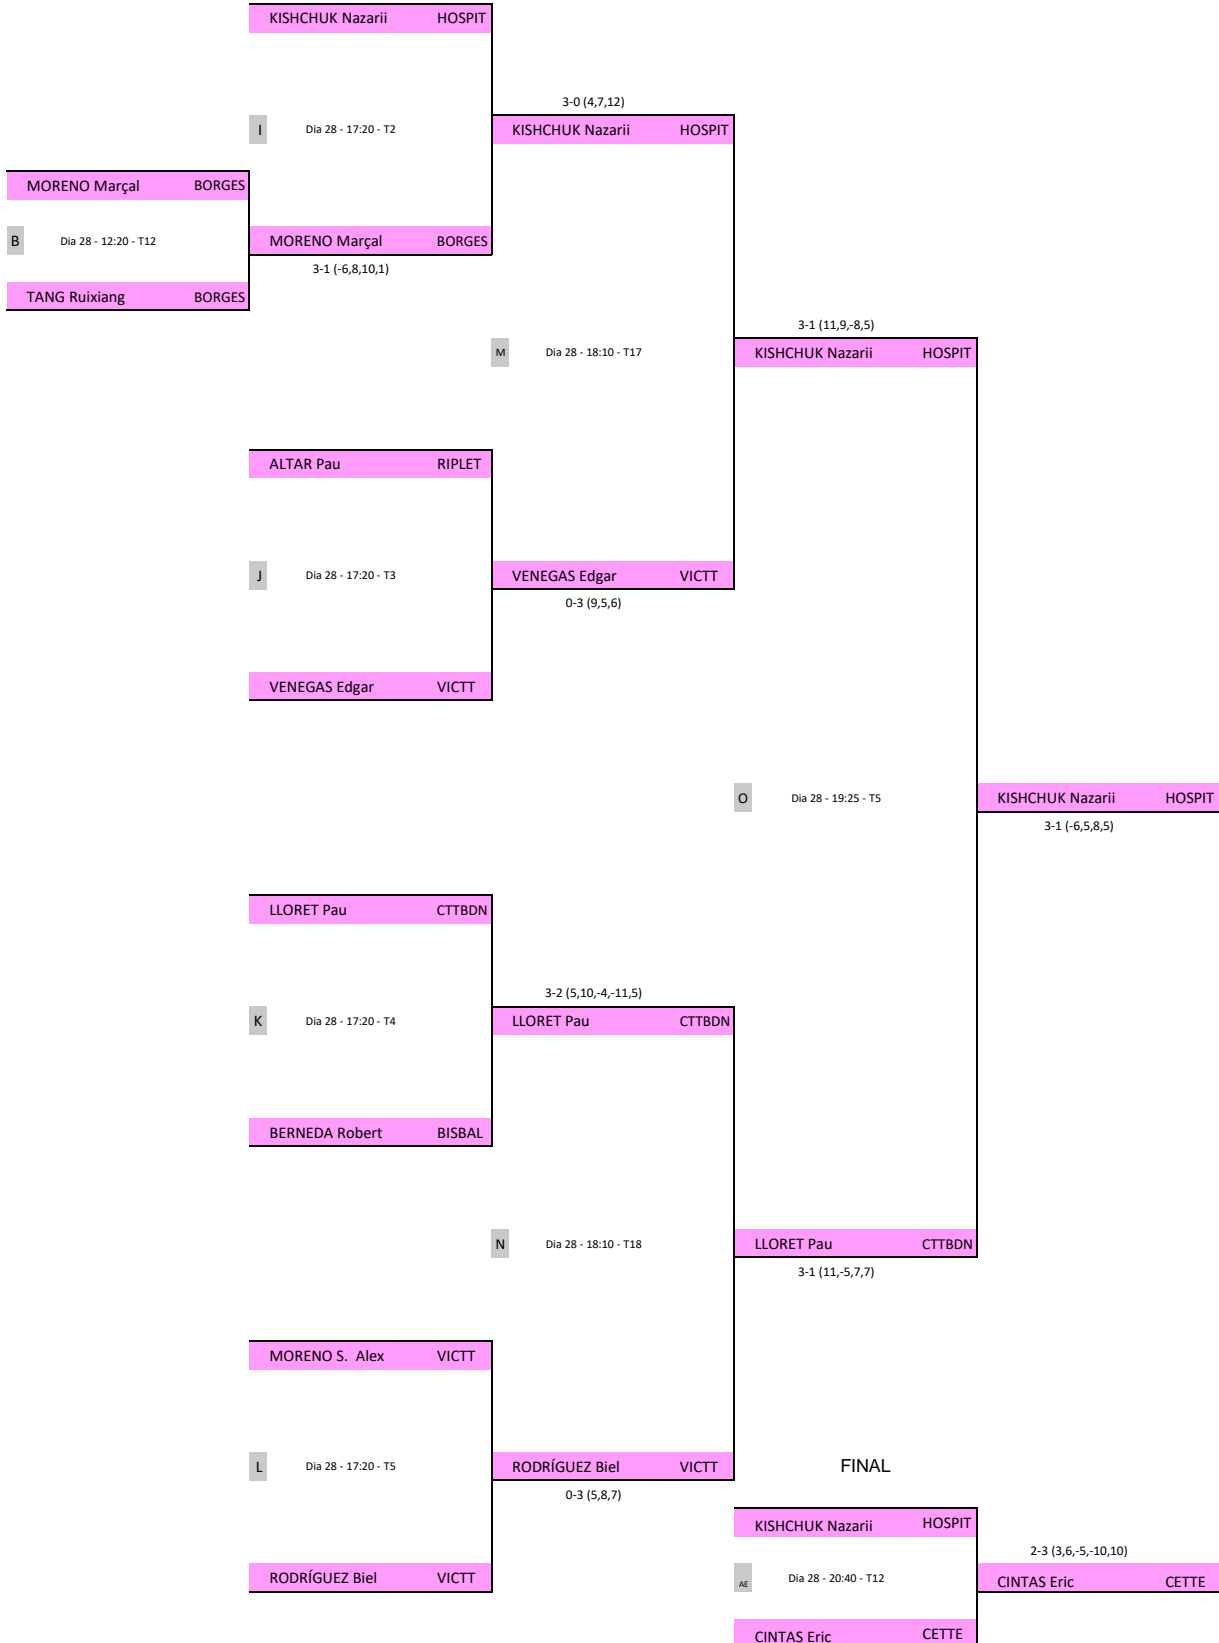 KISHCHUK Nazarii HOSPIT
3-0 (4,7,12)
I Dia 28 - 17:20 - T2 KISHCHUK Nazarii HOSPIT
MORENO Marçal BORGES
B Dia 28 - 12:20 - T12 MORENO Marçal BORGES
3-1 (-6,8,10,1)
TANG Ruixiang BORGES
3-1 (11,9,-8,5)
M Dia 28 - 18:10 - T17 KISHCHUK Nazarii HOSPIT
ALTAR Pau RIPLET
J Dia 28 - 17:20 - T3 VENEGAS Edgar VICTT
0-3 (9,5,6)
VENEGAS Edgar VICTT
O Dia 28 - 19:25 - T5 KISHCHUK Nazarii HOSPIT
3-1 (-6,5,8,5)
LLORET Pau CTTBDN
3-2 (5,10,-4,-11,5)
K Dia 28 - 17:20 - T4 LLORET Pau CTTBDN
BERNEDA Robert BISBAL
N Dia 28 - 18:10 - T18 LLORET Pau CTTBDN
3-1 (11,-5,7,7)
MORENO S. Alex VICTT
L Dia 28 - 17:20 - T5 RODRÍGUEZ Biel VICTT FINAL
0-3 (5,8,7)
KISHCHUK Nazarii HOSPIT
2-3 (3,6,-5,-10,10)
RODRÍGUEZ Biel VICTT AE Dia 28 - 20:40 - T12 CINTAS Eric CETTE
CINTAS Eric CETTE